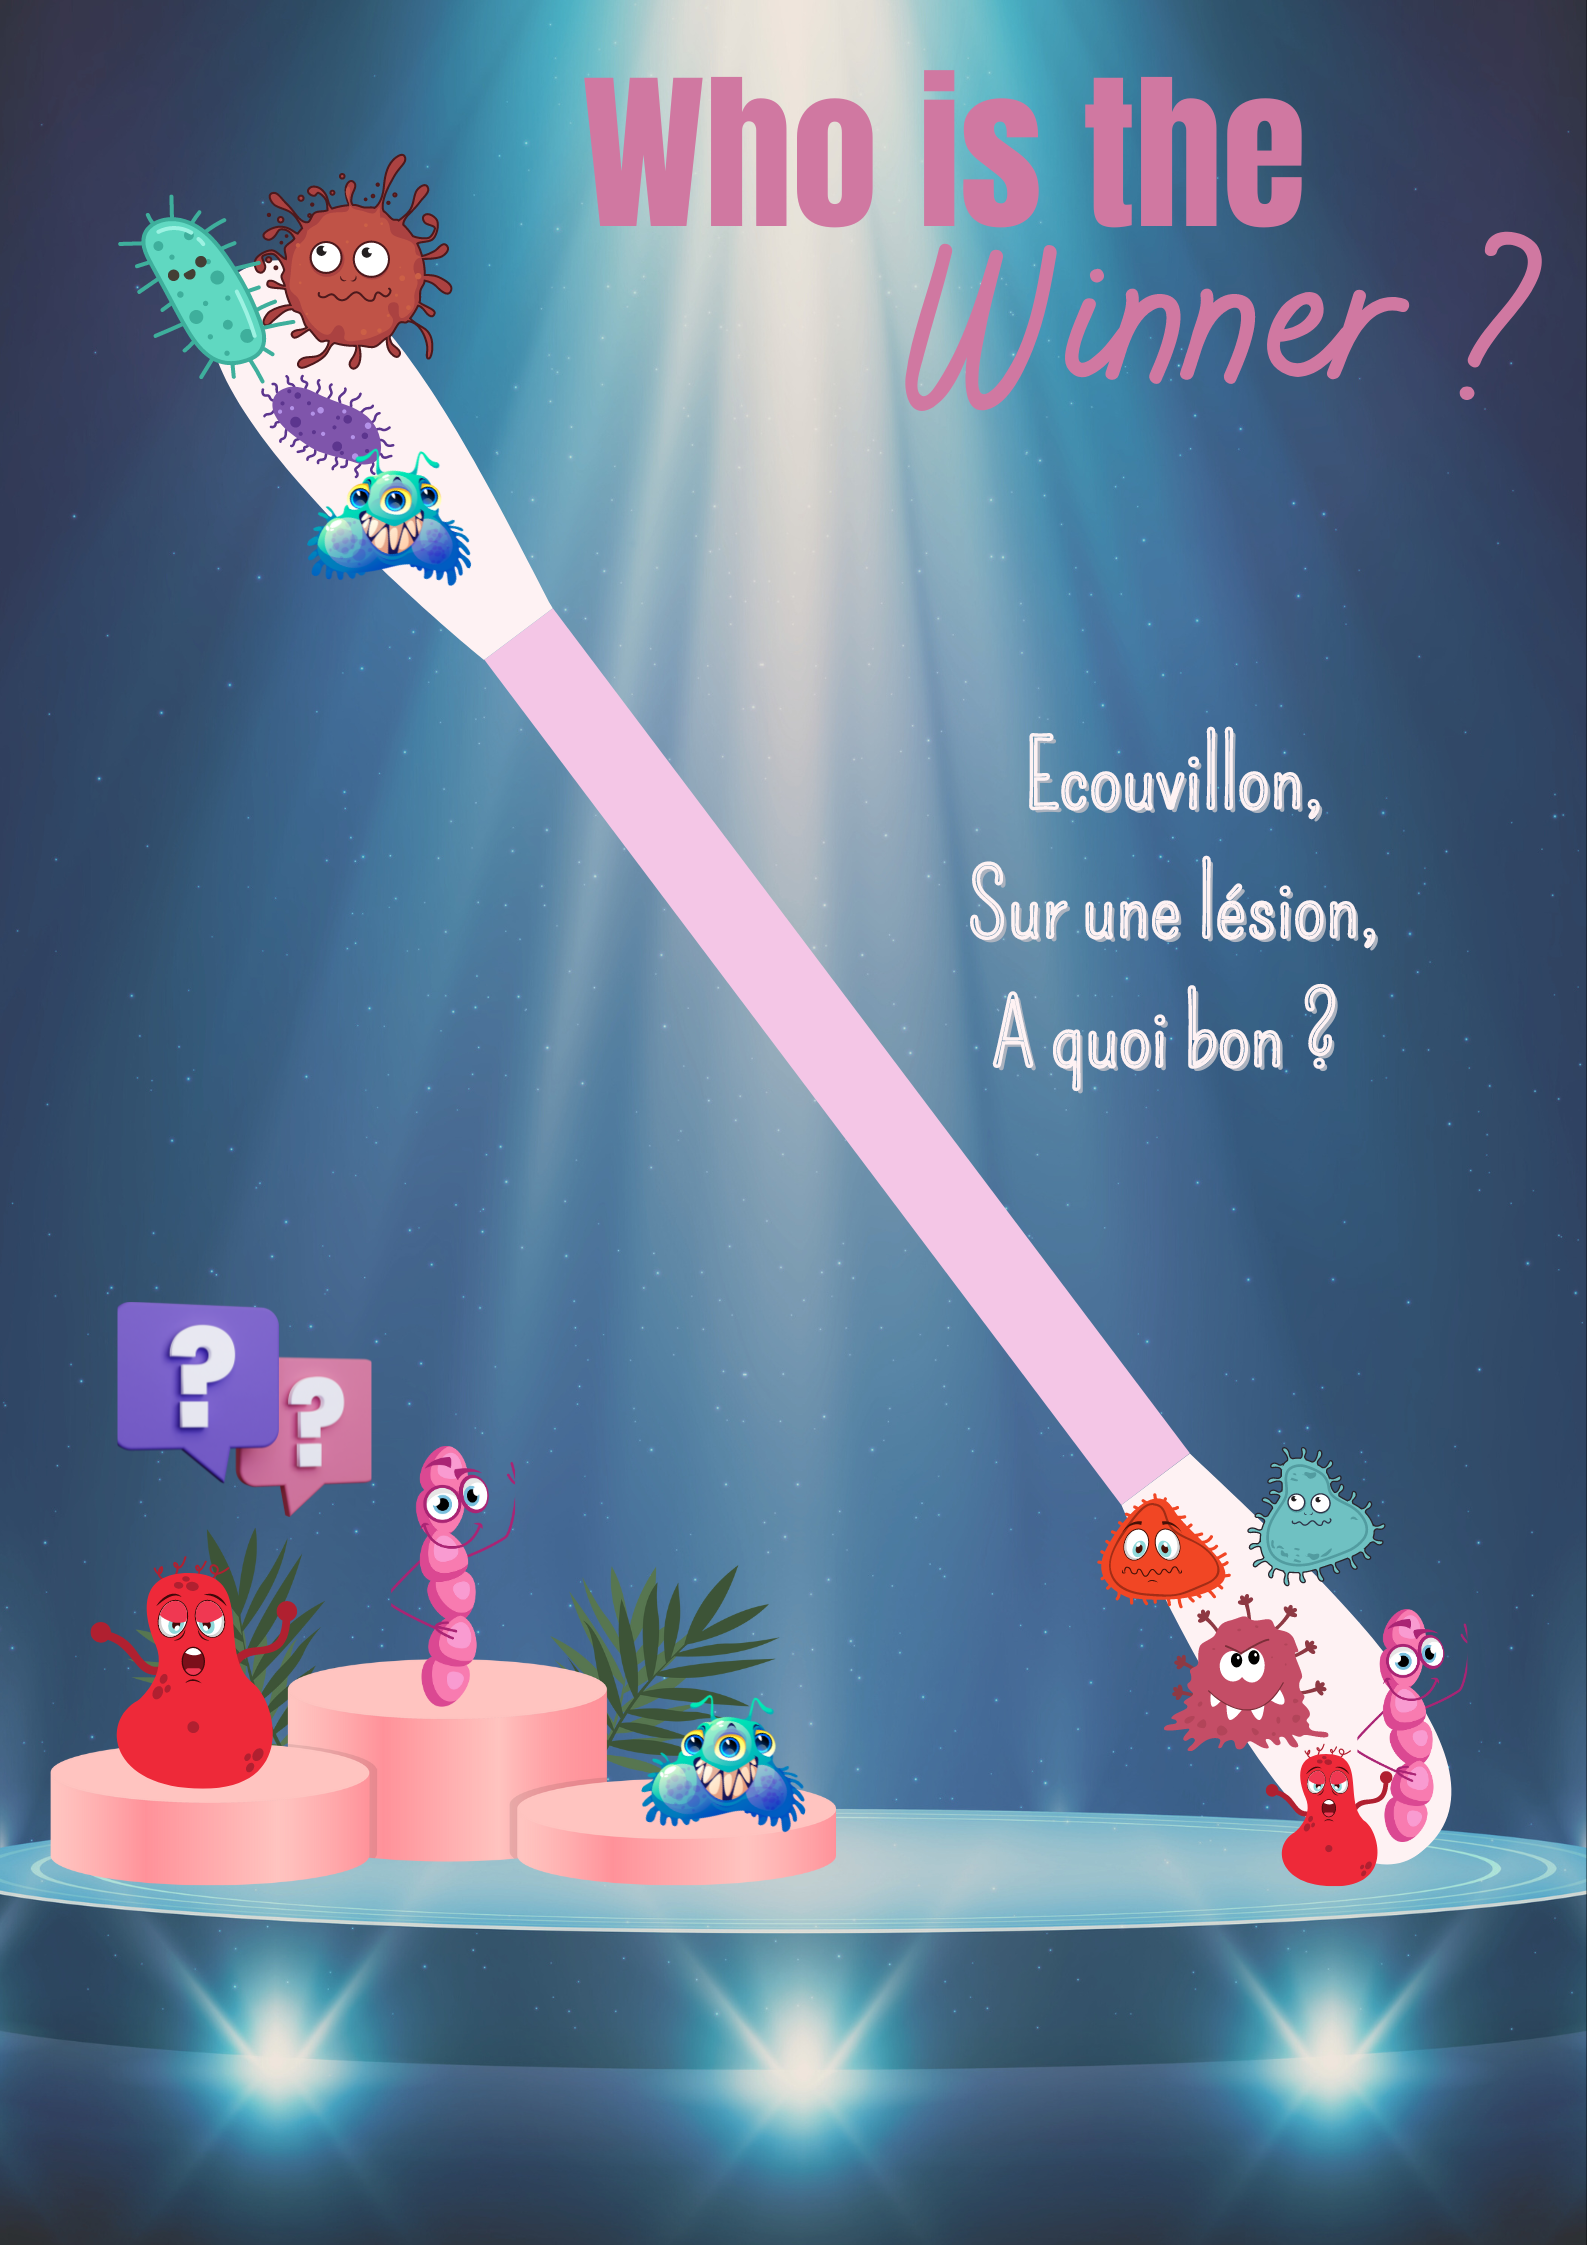 Who is the
Winner ?
Ecouvillon,
Sur une lésion,
A quoi bon ?
?
?